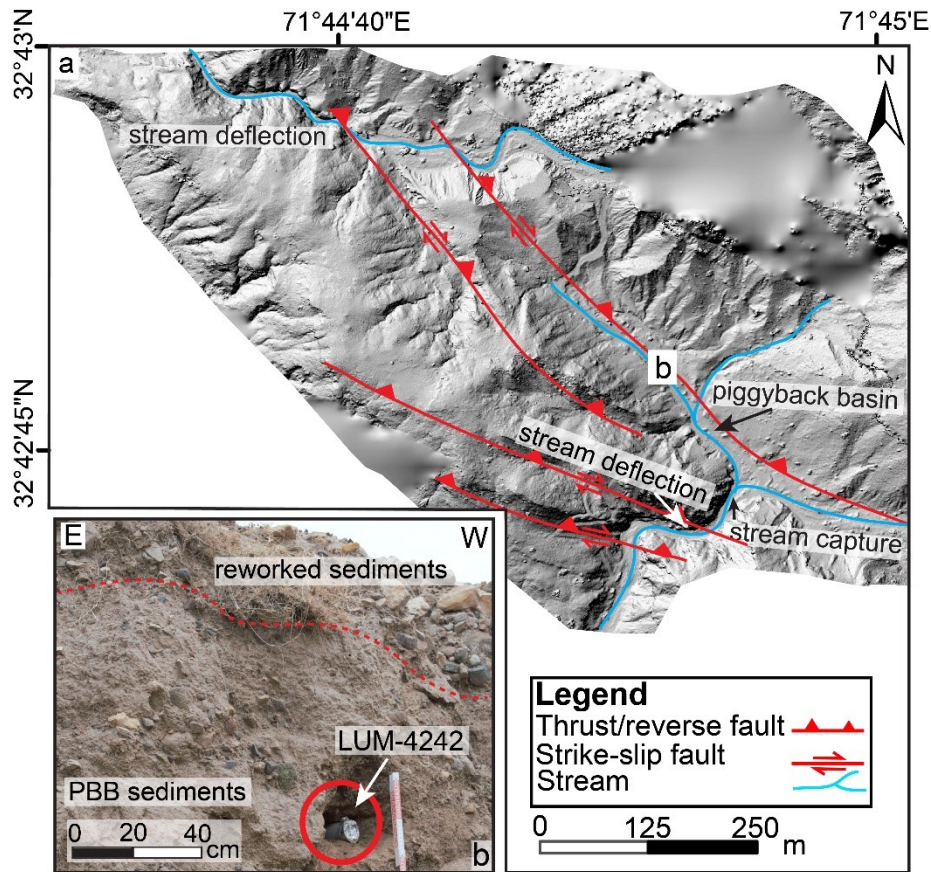 71°44'40"E
71°45'
32°43'N
a
N
stream deflection
b
piggyback basin
stream deflection
32°42'45"N
stream capture
E
W
reworked sediments
LUM-4242
PBB sediments
0 20 40
cm
b
Legend
Thrust/reverse fault
Strike-slip fault
Stream
0 125 250
m